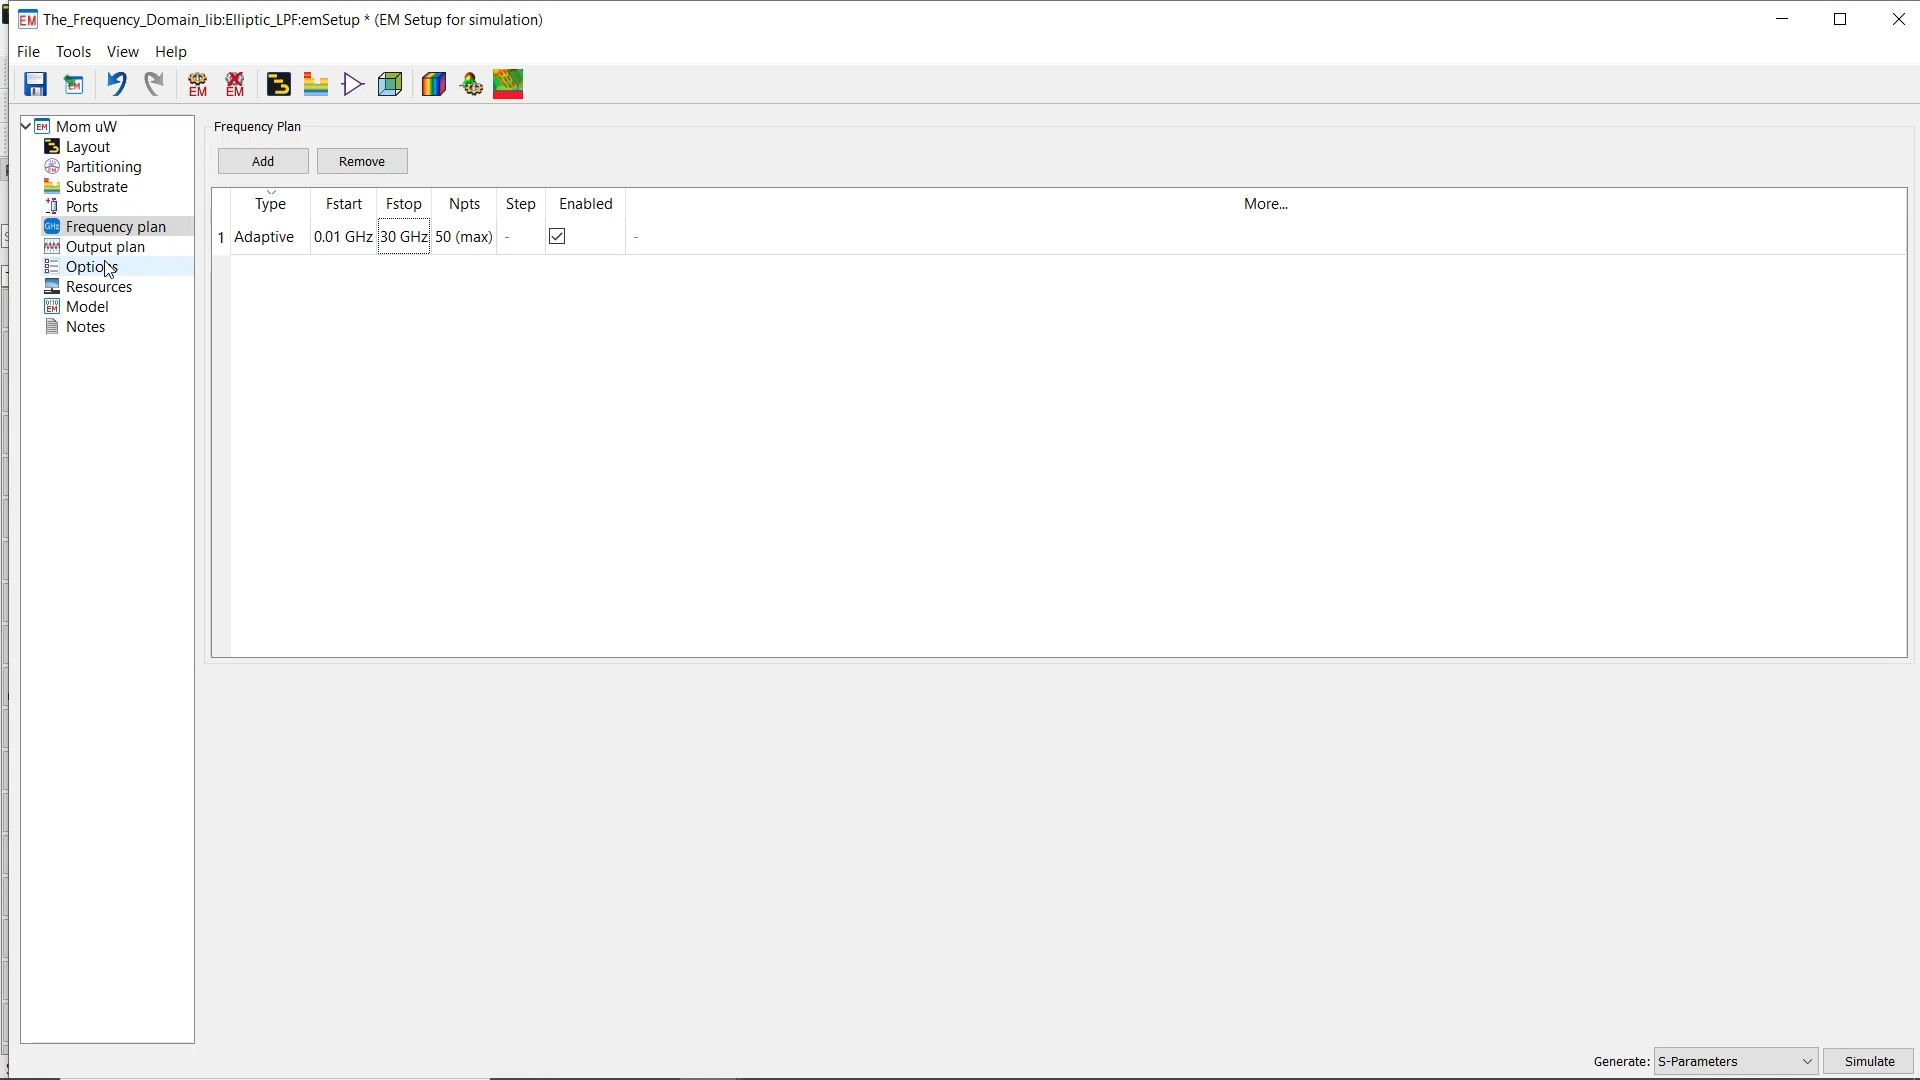 The_Frequency_Domain_lib:Elliptic_LPF:emSetup * (EM Setup for simulation)
File Tools View Help
Mom uW
Layout
Partitioning
Substrate
Ports
Frequency plan
Output plan
Options
Resources
Model
Notes
Frequency Plan
Add Remove
Type Fstart Fstop Npts Step Enabled More...
1 Adaptive 0.01 GHz 30 GHz 50 (max) - -
Generate: S-Parameters Simulate